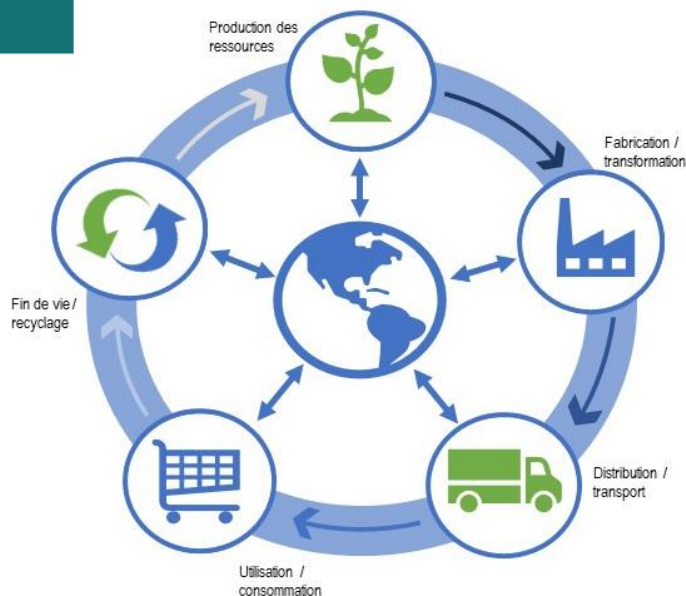 Production des
ressources
Fabrication /
transformation
Distribution /
transport
Utilisation /
consommation
Fin de vie /
recyclage